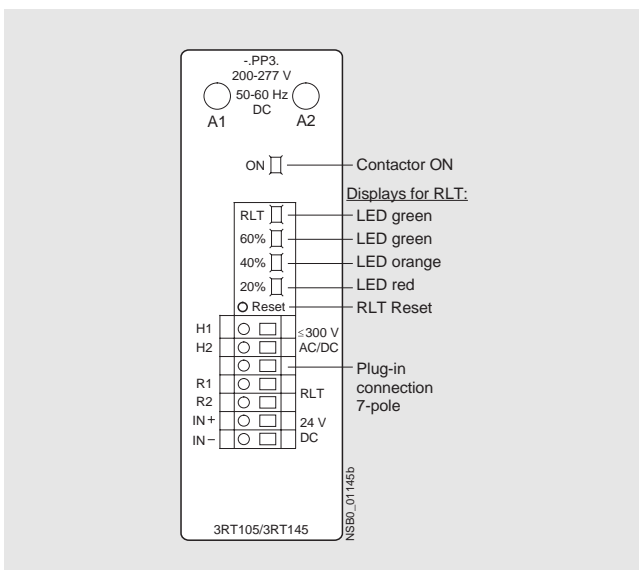 -.PP3.
200-277 V
50-60 Hz
DC
A1 A2
ON Contactor ON
Displays for RLT:
RLT LED green
60% LED green
40% LED orange
20% LED red
Reset RLT Reset
H1 ≤300 V
H2 AC/DC
Plug-in
connection
7-pole
R1 RLT
R2
IN+ 24 V
IN− DC
NSB0_01145b
3RT105/3RT145